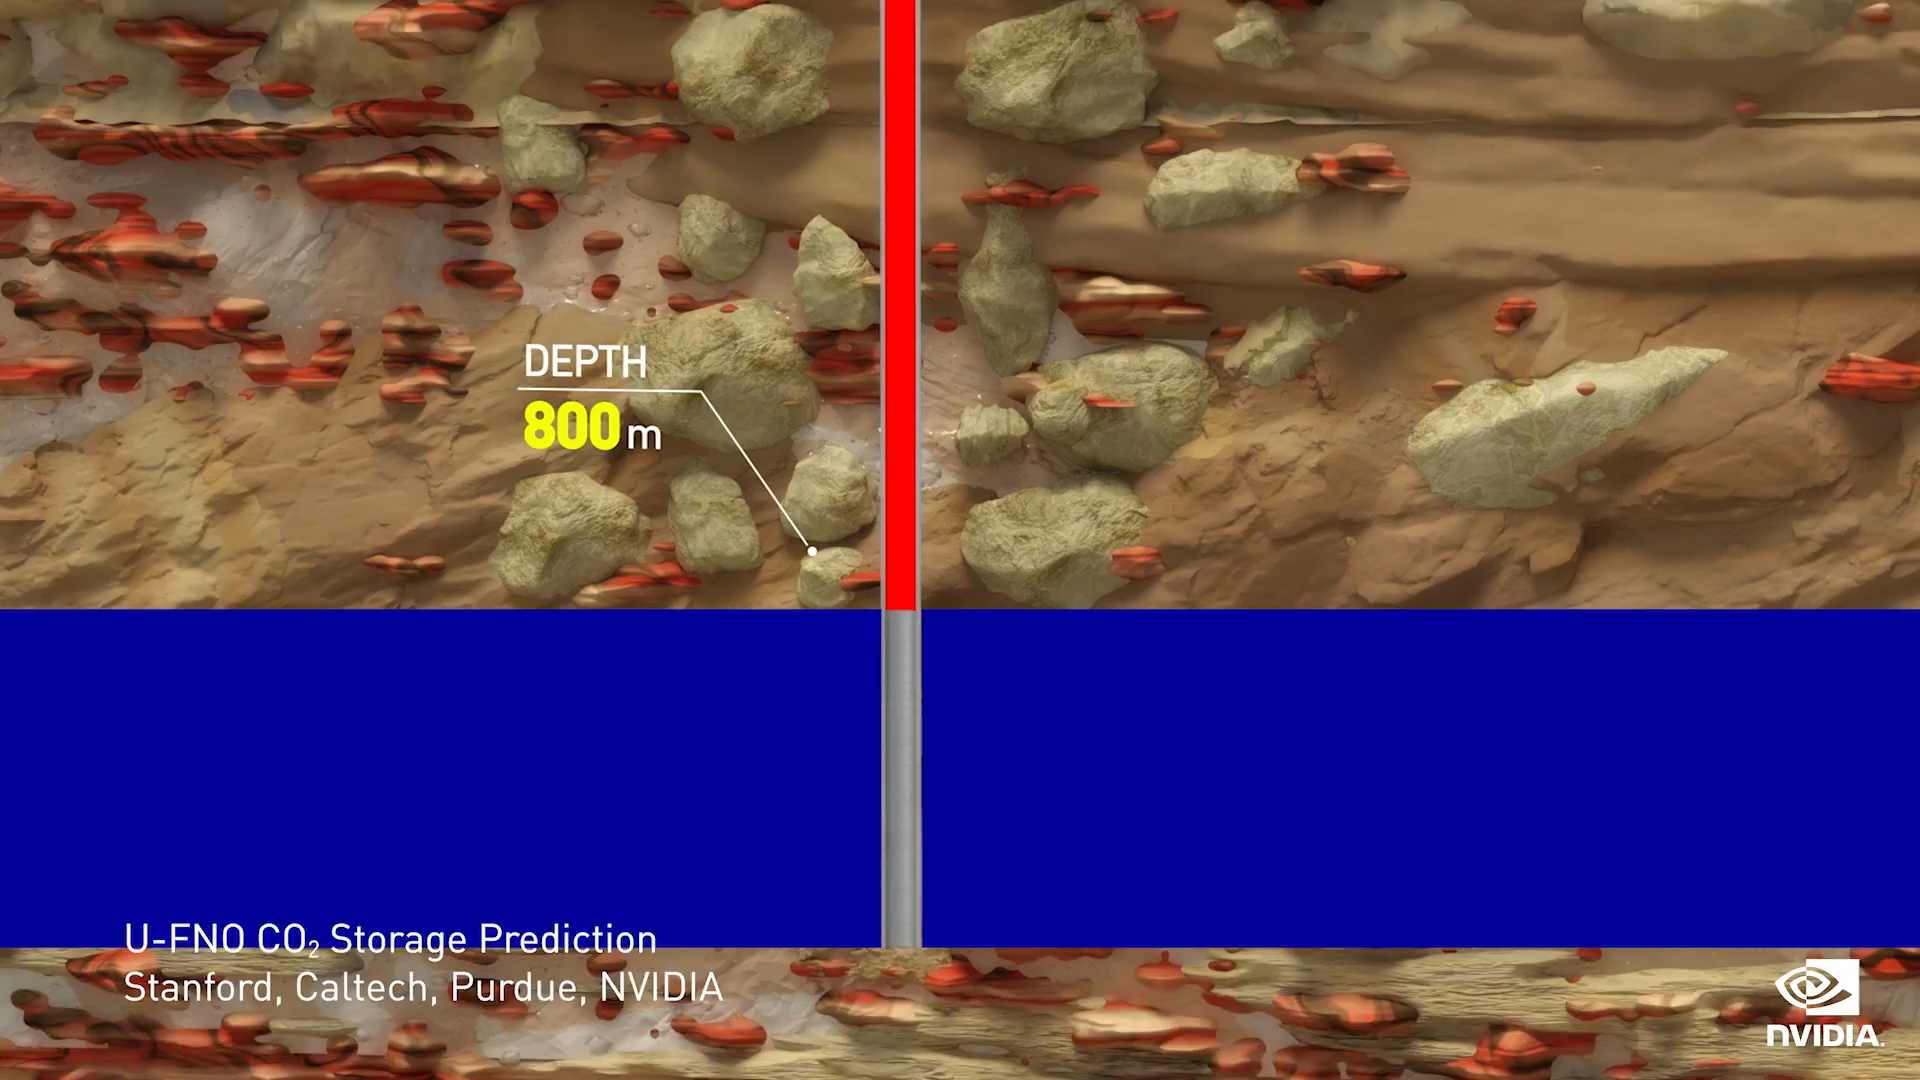 DEPTH
800 m
U-FNO CO₂ Storage Prediction
Stanford, Caltech, Purdue, NVIDIA
NVIDIA.